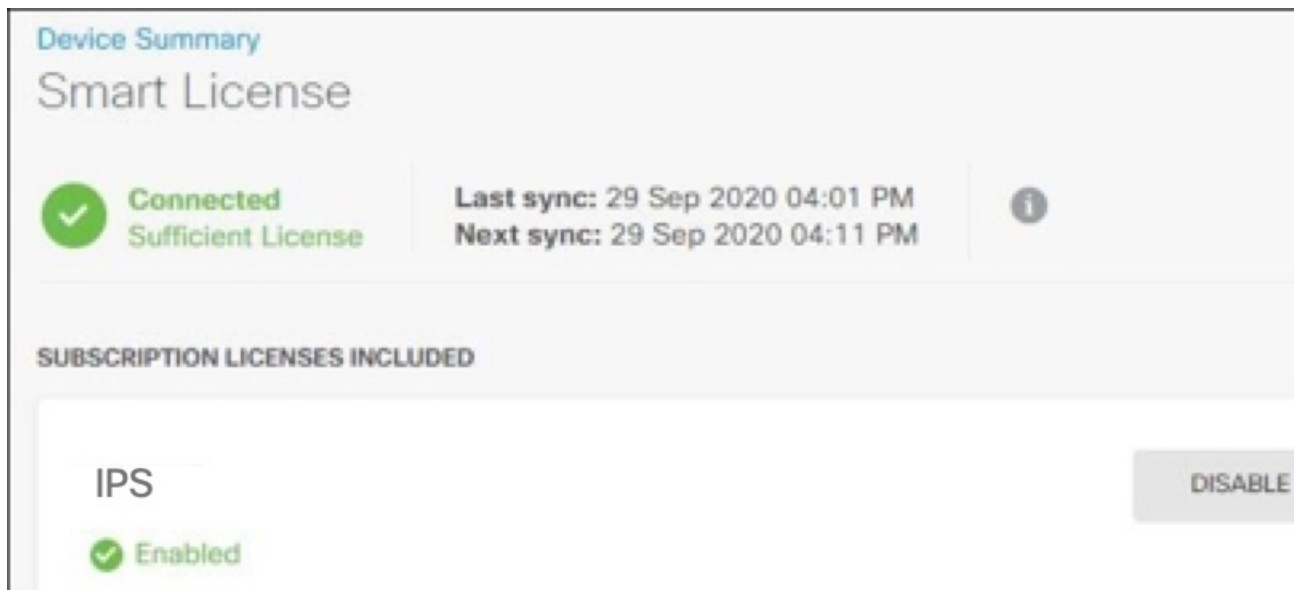 Device Summary
Smart License
Connected
Sufficient License
Last sync: 29 Sep 2020 04:01 PM
Next sync: 29 Sep 2020 04:11 PM
SUBSCRIPTION LICENSES INCLUDED
IPS
DISABLE
Enabled